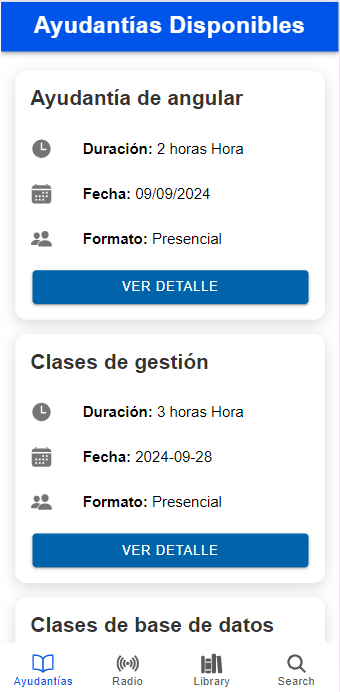 Ayudantías Disponibles
Ayudantía de angular
Duración: 2 horas Hora
Fecha: 09/09/2024
Formato: Presencial
VER DETALLE
Clases de gestión
Duración: 3 horas Hora
Fecha: 2024-09-28
Formato: Presencial
VER DETALLE
Clases de base de datos
Ayudantías Radio Library Search